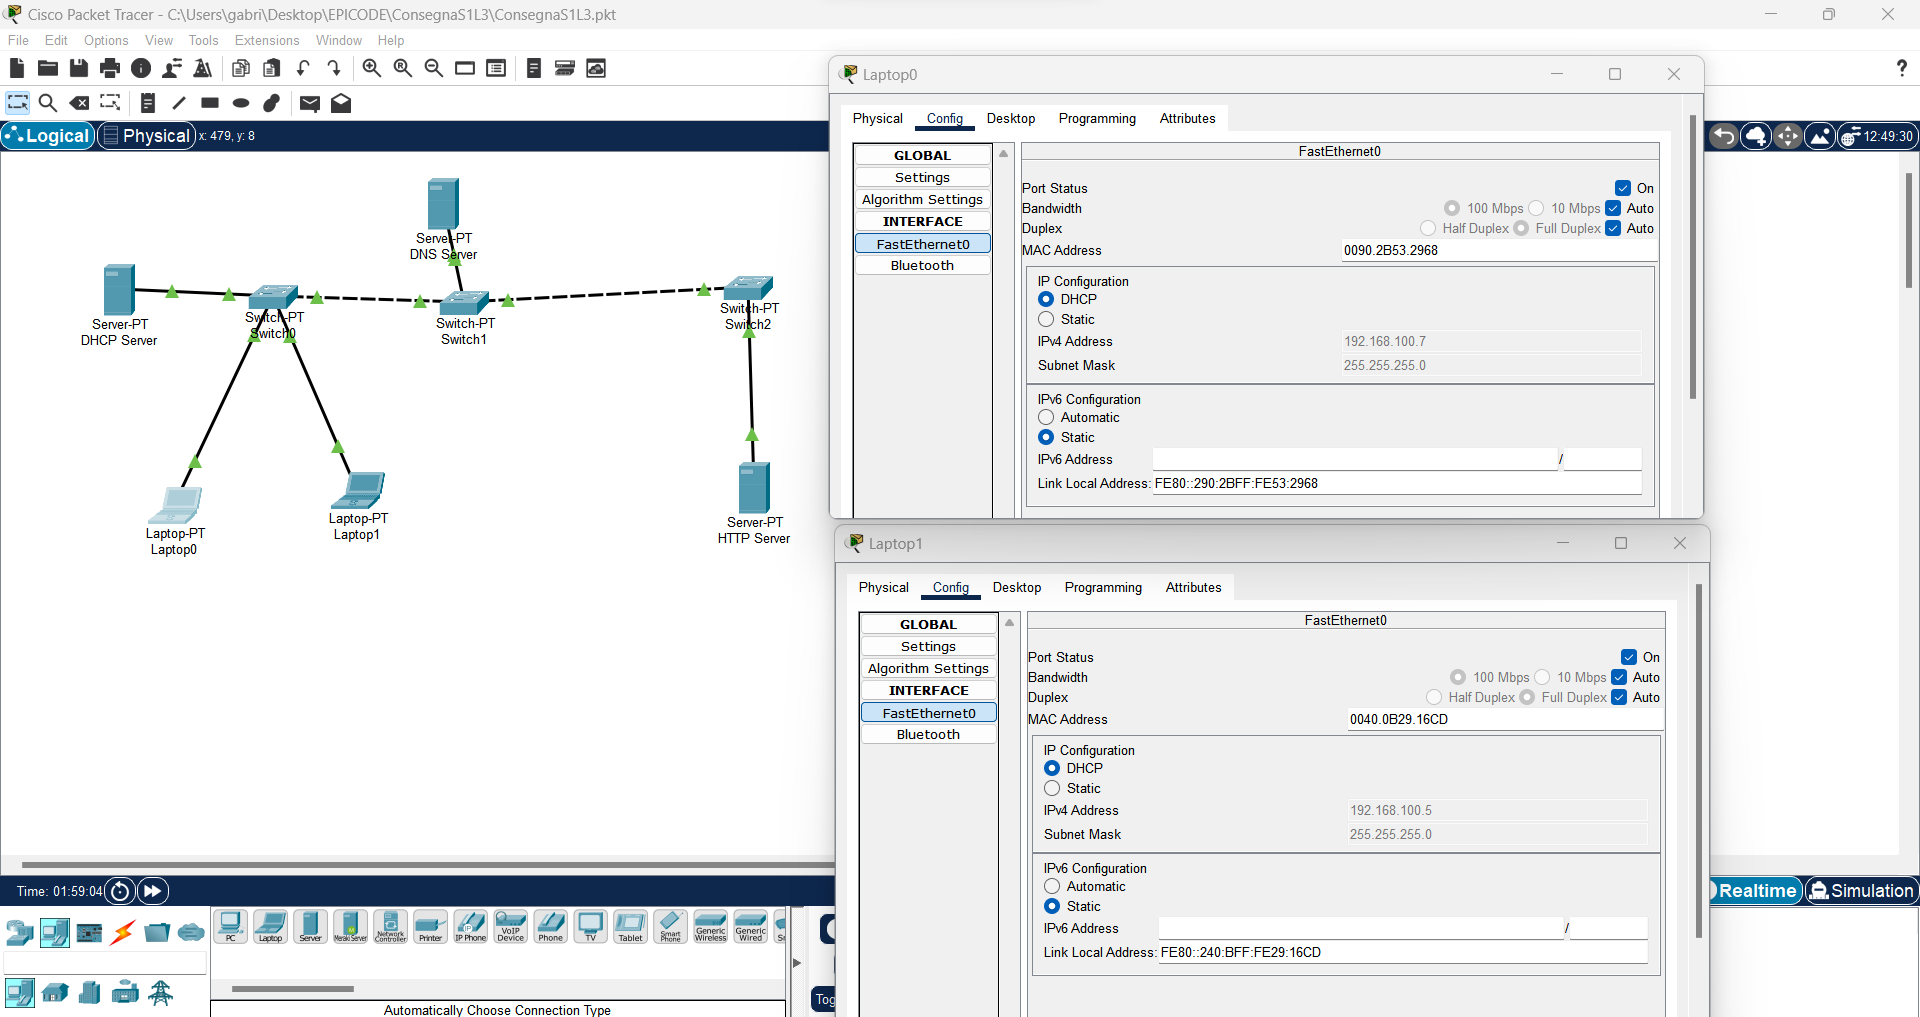 Cisco Packet Tracer - C:\Users\gabri\Desktop\EPICODE\ConsegnaS1L3\ConsegnaS1L3.pkt
File Edit Options View Tools Extensions Window Help
Logical Physical x: 479, y: 8
12:49:30
Server-PT
DNS Server
Server-PT
DHCP Server
Switch-PT
Switch0
Switch-PT
Switch1
Switch-PT
Switch2
Laptop-PT
Laptop0
Laptop-PT
Laptop1
Server-PT
HTTP Server
Laptop0
Physical Config Desktop Programming Attributes
GLOBAL
Settings
Algorithm Settings
INTERFACE
FastEthernet0
Bluetooth
FastEthernet0
Port Status On
Bandwidth 100 Mbps 10 Mbps Auto
Duplex Half Duplex Full Duplex Auto
MAC Address 0090.2B53.2968
IP Configuration
DHCP
Static
IPv4 Address 192.168.100.7
Subnet Mask 255.255.255.0
IPv6 Configuration
Automatic
Static
IPv6 Address /
Link Local Address: FE80::290:2BFF:FE53:2968
Laptop1
Physical Config Desktop Programming Attributes
GLOBAL
Settings
Algorithm Settings
INTERFACE
FastEthernet0
Bluetooth
FastEthernet0
Port Status On
Bandwidth 100 Mbps 10 Mbps Auto
Duplex Half Duplex Full Duplex Auto
MAC Address 0040.0B29.16CD
IP Configuration
DHCP
Static
IPv4 Address 192.168.100.5
Subnet Mask 255.255.255.0
IPv6 Configuration
Automatic
Static
IPv6 Address /
Link Local Address: FE80::240:BFF:FE29:16CD
Time: 01:59:04
Realtime Simulation
PC Laptop Server Meraki Server Network Controller Printer IP Phone VoIP Device Phone TV Tablet Smart Phone Generic Wireless Generic Wired
Tog
Automatically Choose Connection Type